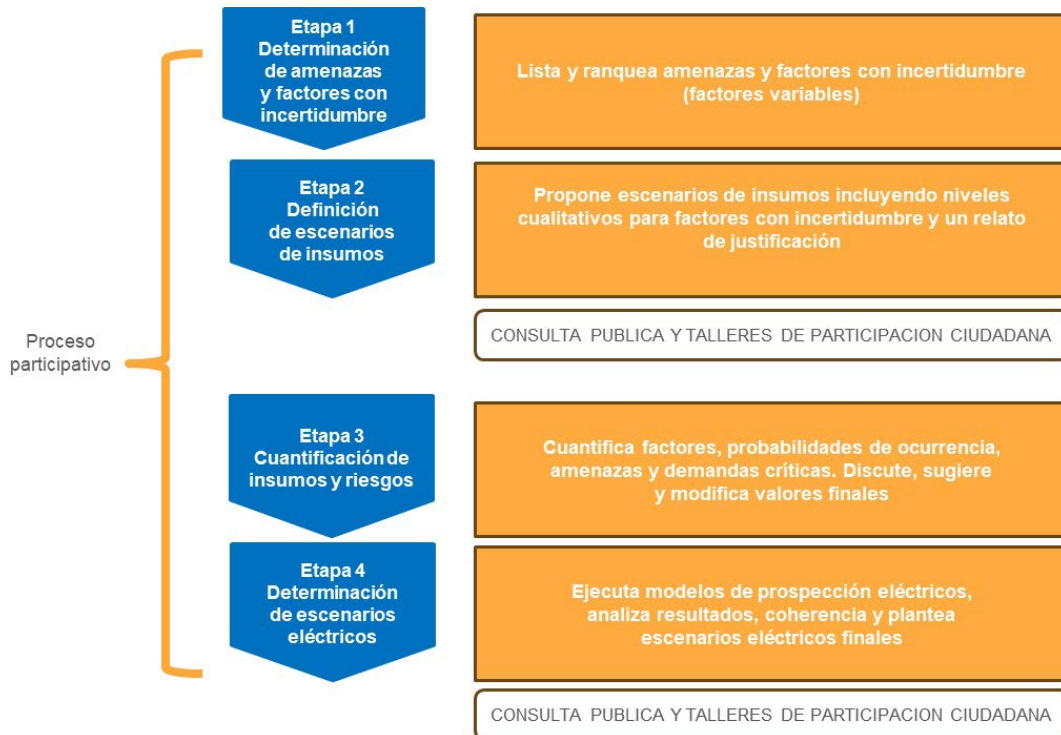 Etapa 1
Determinación
de amenazas
y factores con
incertidumbre
Lista y ranquea amenazas y factores con incertidumbre
(factores variables)
Etapa 2
Definición
de escenarios
de insumos
Propone escenarios de insumos incluyendo niveles
cualitativos para factores con incertidumbre y un relato
de justificación
CONSULTA PUBLICA Y TALLERES DE PARTICIPACION CIUDADANA
Proceso
participativo
Etapa 3
Cuantificación de
insumos y riesgos
Cuantifica factores, probabilidades de ocurrencia,
amenazas y demandas críticas. Discute, sugiere
y modifica valores finales
Etapa 4
Determinación
de escenarios
eléctricos
Ejecuta modelos de prospección eléctricos,
analiza resultados, coherencia y plantea
escenarios eléctricos finales
CONSULTA PUBLICA Y TALLERES DE PARTICIPACION CIUDADANA